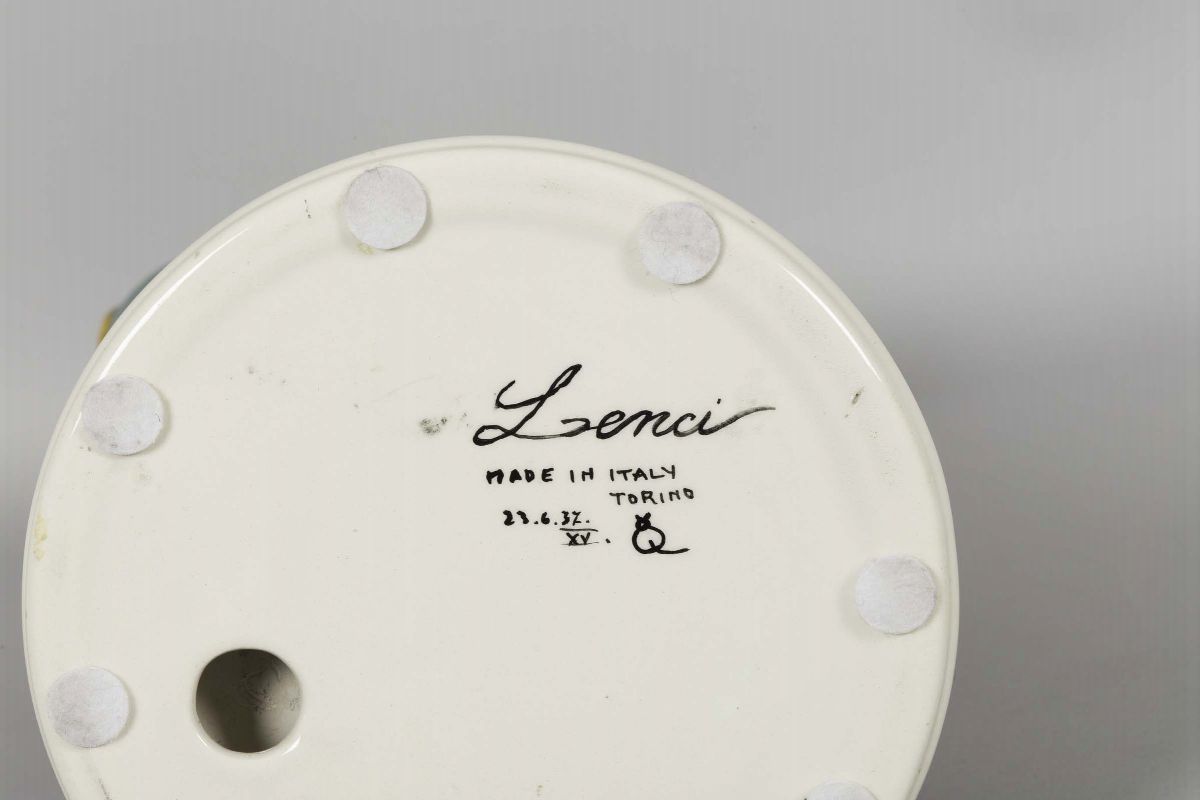 Lenci
MADE IN ITALY
TORINO
23.6.37.
XV.